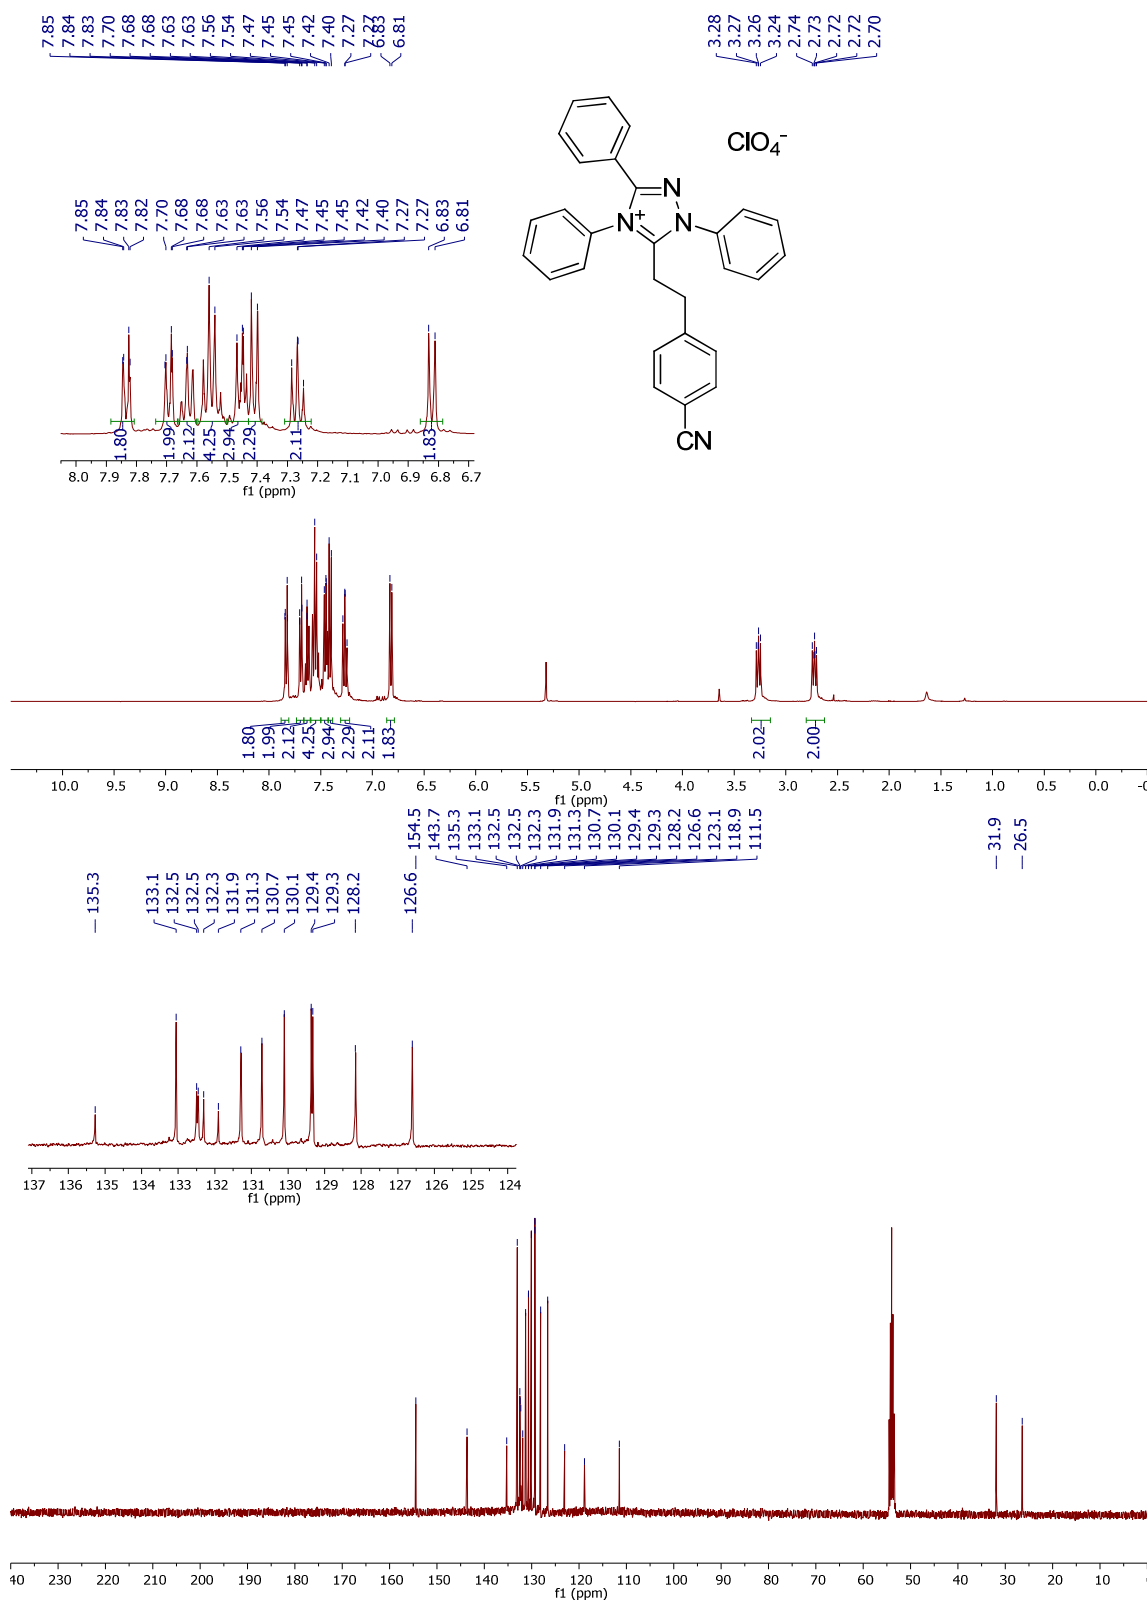 7.85 7.84 7.83 7.70 7.68 7.68 7.63 7.63 7.56 7.54 7.47 7.45 7.45 7.42 7.40 7.27 7.27 6.83 6.81
3.28 3.27 3.26 3.24 2.74 2.73 2.72 2.72 2.70
ClO4-
N
N+ N
CN
7.85 7.84 7.83 7.82 7.70 7.68 7.68 7.63 7.63 7.56 7.54 7.47 7.45 7.45 7.42 7.40 7.27 7.27 6.83 6.81
1.80 1.99 2.12 4.25 2.94 2.29 2.11 1.83
8.0 7.9 7.8 7.7 7.6 7.5 7.4 7.3 7.2 7.1 7.0 6.9 6.8 6.7
f1 (ppm)
1.80 1.99 2.12 4.25 2.94 2.29 2.11 1.83 2.02 2.00
10.0 9.5 9.0 8.5 8.0 7.5 7.0 6.5 6.0 5.5 5.0 4.5 4.0 3.5 3.0 2.5 2.0 1.5 1.0 0.5 0.0 -0
f1 (ppm)
154.5 143.7 135.3 133.1 132.5 132.5 132.3 131.9 131.3 130.7 130.1 129.4 129.3 128.2 126.6 123.1 118.9 111.5 31.9 26.5
135.3 133.1 132.5 132.5 132.3 131.9 131.3 130.7 130.1 129.4 129.3 128.2 126.6
137 136 135 134 133 132 131 130 129 128 127 126 125 124
f1 (ppm)
40 230 220 210 200 190 180 170 160 150 140 130 120 110 100 90 80 70 60 50 40 30 20 10 0
f1 (ppm)